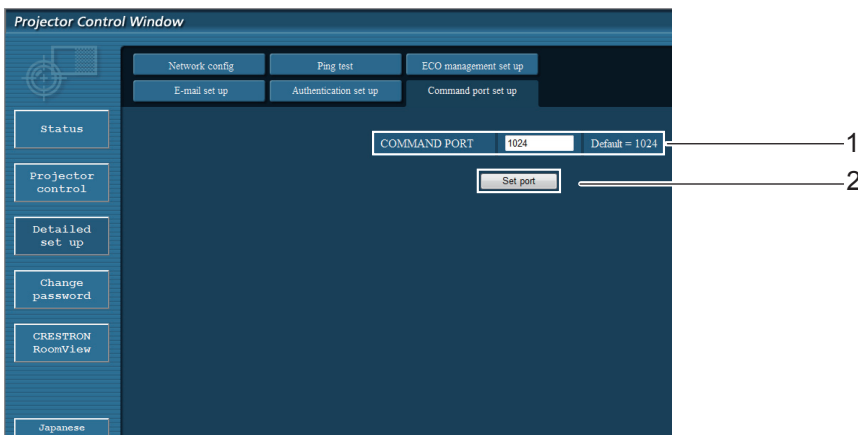 Projector Control Window
Network config Ping test ECO management set up
E-mail set up Authentication set up Command port set up
Status
Projector
control
Detailed
set up
Change
password
CRESTRON
RoomView
Japanese
COMMAND PORT 1024 Default = 1024
Set port
1
2